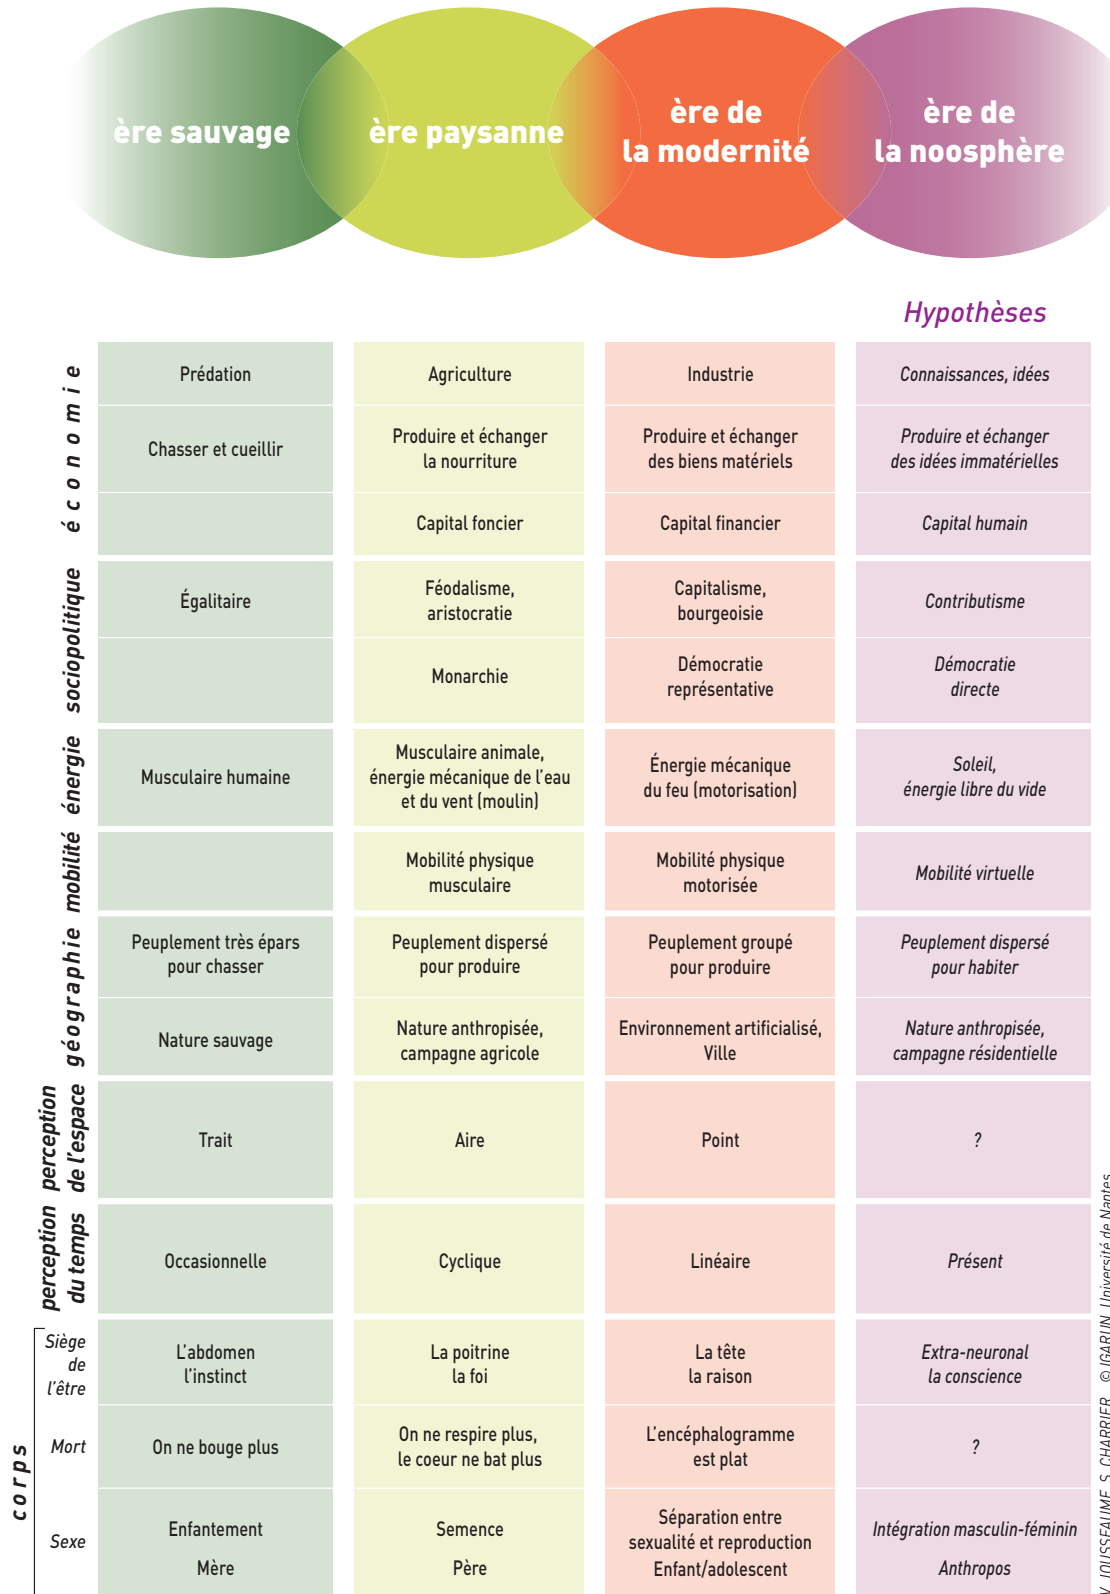 ère sauvage
ère paysanne
ère de
la modernité
ère de
la noosphère
Hypothèses
économie
Prédation
Agriculture
Industrie
Connaissances, idées
Chasser et cueillir
Produire et échanger
la nourriture
Produire et échanger
des biens matériels
Produire et échanger
des idées immatérielles
Capital foncier
Capital financier
Capital humain
sociopolitique
Égalitaire
Féodalisme,
aristocratie
Capitalisme,
bourgeoisie
Contributisme
Monarchie
Démocratie
représentative
Démocratie
directe
énergie
Musculaire humaine
Musculaire animale,
énergie mécanique de l'eau
et du vent (moulin)
Énergie mécanique
du feu (motorisation)
Soleil,
énergie libre du vide
mobilité
Mobilité physique
musculaire
Mobilité physique
motorisée
Mobilité virtuelle
géographie
Peuplement très épars
pour chasser
Peuplement dispersé
pour produire
Peuplement groupé
pour produire
Peuplement dispersé
pour habiter
Nature sauvage
Nature anthropisée,
campagne agricole
Environnement artificialisé,
Ville
Nature anthropisée,
campagne résidentielle
perception
de l'espace
Trait
Aire
Point
?
perception
du temps
Occasionnelle
Cyclique
Linéaire
Présent
corps
Siège
de
l'être
L'abdomen
l'instinct
La poitrine
la foi
La tête
la raison
Extra-neuronal
la conscience
Mort
On ne bouge plus
On ne respire plus,
le coeur ne bat plus
L'encéphalogramme
est plat
?
Sexe
Enfantement
Mère
Semence
Père
Séparation entre
sexualité et reproduction
Enfant/adolescent
Intégration masculin-féminin
Anthropos
V. JOUSSEAUME, S. CHARRIER © IGARUN, Université de Nantes